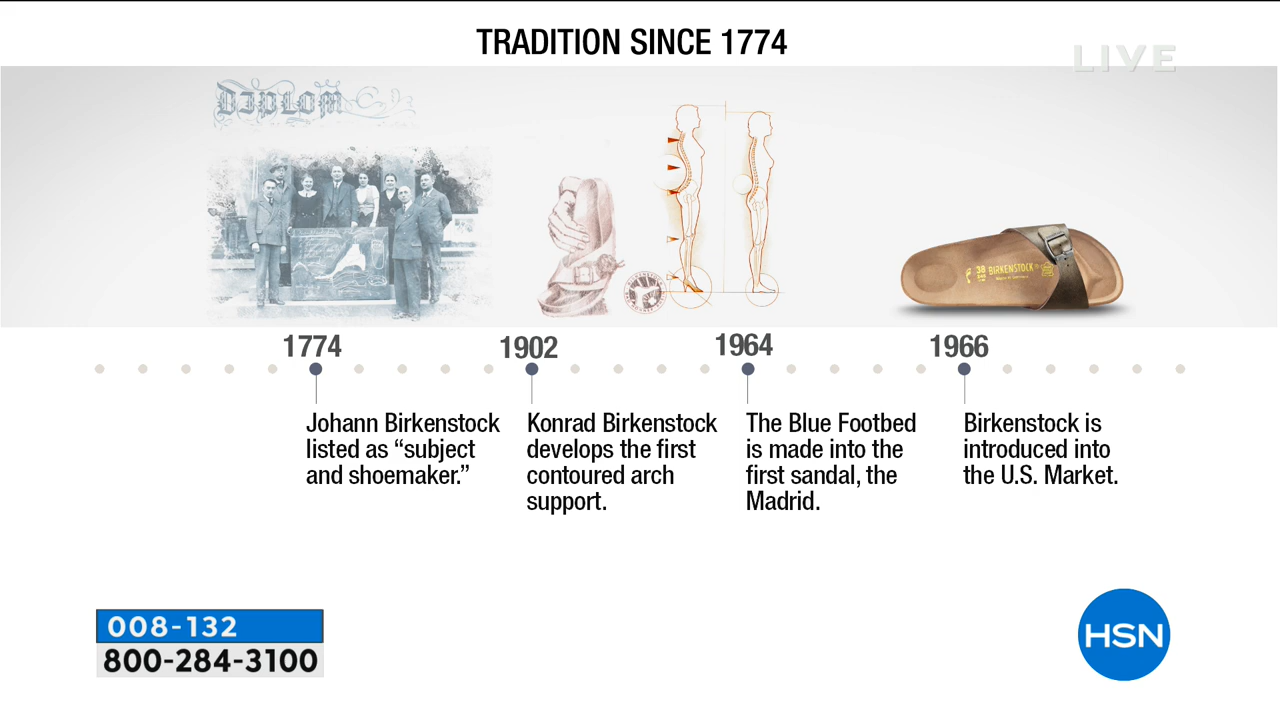 TRADITION SINCE 1774
LIVE
Diplom
38
BIRKENSTOCK
1774
1902
1964
1966
Johann Birkenstock
listed as “subject
and shoemaker.”
Konrad Birkenstock
develops the first
contoured arch
support.
The Blue Footbed
is made into the
first sandal, the
Madrid.
Birkenstock is
introduced into
the U.S. Market.
008-132
800-284-3100
HSN